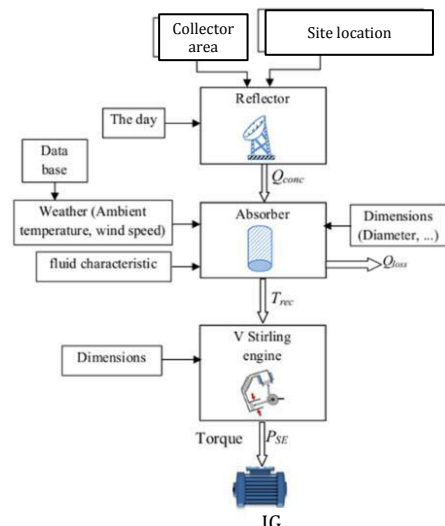 Collector
area
Site location
Reflector
The day
Q_conc
Data
base
Weather (Ambient
temperature, wind speed)
Absorber
Dimensions
(Diameter, ...)
fluid characteristic
Q_loss
T_rec
V Stirling
engine
Dimensions
Torque
P_SE
IG